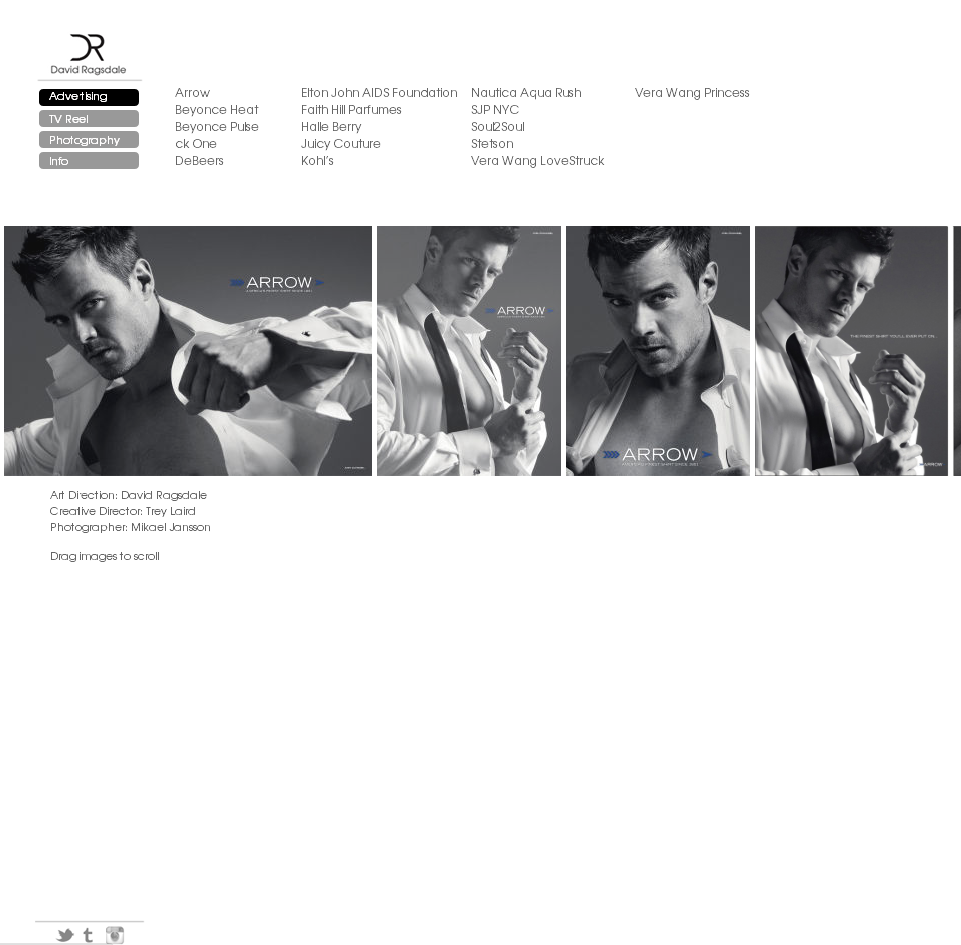 DR
David Ragsdale
Advertising
TV Reel
Photography
Info
Arrow
Beyonce Heat
Beyonce Pulse
ck One
DeBeers
Elton John AIDS Foundation
Faith Hill Parfumes
Halle Berry
Juicy Couture
Kohl's
Nautica Aqua Rush
SJP NYC
Soul2Soul
Stetson
Vera Wang LoveStruck
Vera Wang Princess
ARROW
ARROW
ARROW
THE FINEST SHIRT YOU'LL EVER PUT ON...
ARROW
Art Direction: David Ragsdale
Creative Director: Trey Laird
Photographer: Mikael Jansson
Drag images to scroll